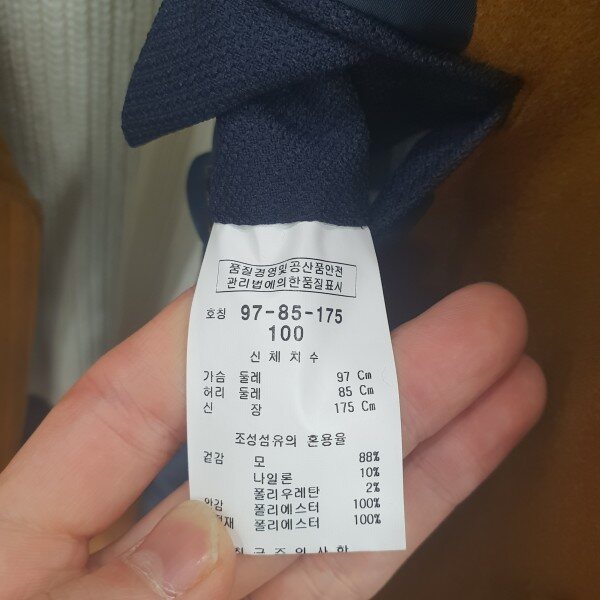 품질경영및공산품안전
관리법에의한품질표시
호칭 97-85-175
100
신체치수
가슴 둘레 97 Cm
허리 둘레 85 Cm
신 장 175 Cm
조성섬유의 혼용율
겉감 모 88%
나일론 10%
폴리우레탄 2%
안감 폴리에스터 100%
폴리에스터 100%